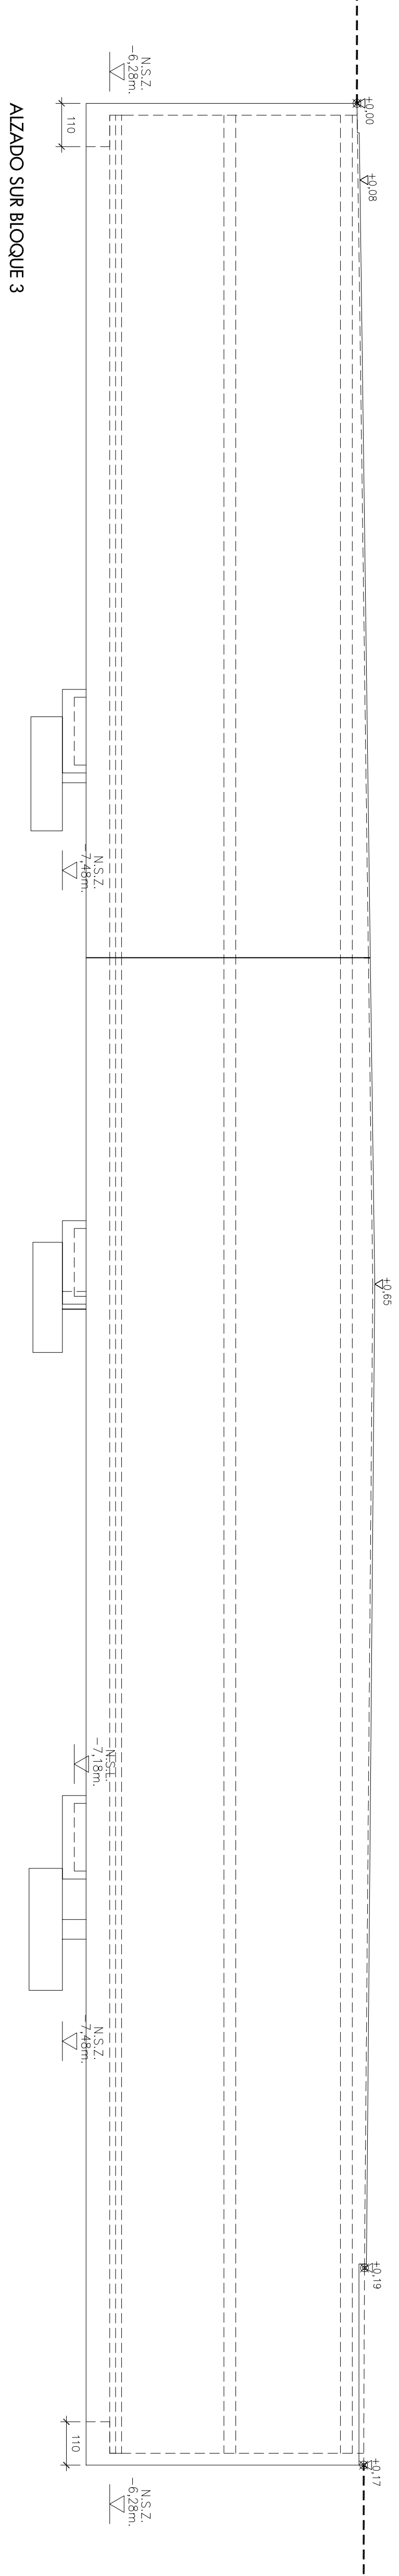 +0,00
+0,08
+0,65
+0,19
+0,17
N.S.Z.
-6,28m.
110
N.S.Z.
-7,48m.
N.S.L.
-7,18m.
N.S.Z.
-7,48m.
110
N.S.Z.
-6,28m.
ALZADO SUR BLOQUE 3